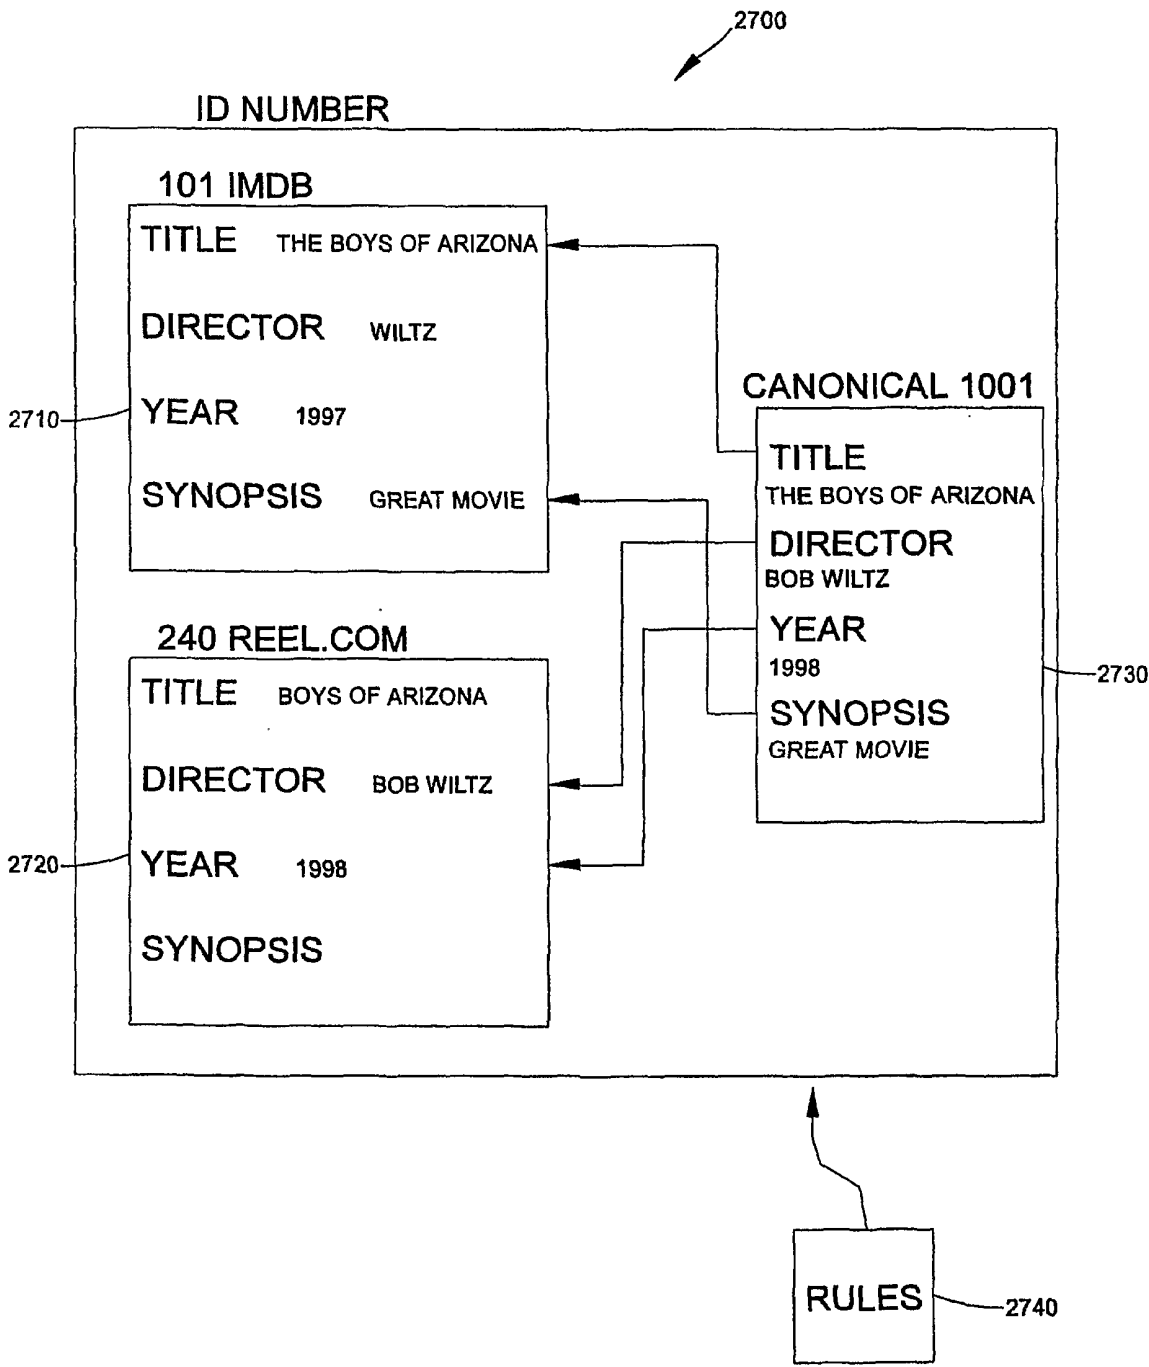 2700
ID NUMBER
101 IMDB
TITLE THE BOYS OF ARIZONA
DIRECTOR WILTZ
2710
YEAR 1997
SYNOPSIS GREAT MOVIE
CANONICAL 1001
TITLE
THE BOYS OF ARIZONA
DIRECTOR
BOB WILTZ
YEAR
1998
2730
SYNOPSIS
GREAT MOVIE
240 REEL.COM
TITLE BOYS OF ARIZONA
DIRECTOR BOB WILTZ
2720
YEAR 1998
SYNOPSIS
RULES
2740